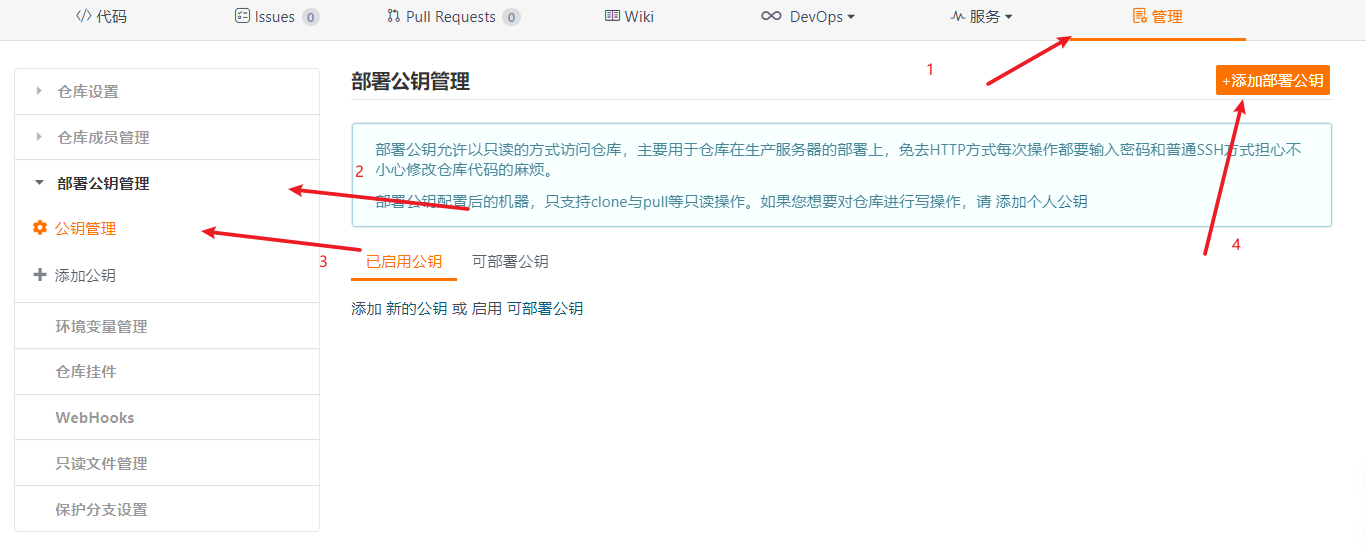 代码
Issues 0
Pull Requests 0
Wiki
DevOps
服务
管理
1
仓库设置
仓库成员管理
部署公钥管理
公钥管理
添加公钥
环境变量管理
仓库挂件
WebHooks
只读文件管理
保护分支设置
部署公钥管理
+添加部署公钥
部署公钥允许以只读的方式访问仓库，主要用于仓库在生产服务器的部署上，免去HTTP方式每次操作都要输入密码和普通SSH方式担心不
小心修改仓库代码的麻烦。
2
部署公钥配置后的机器，只支持clone与pull等只读操作。如果您想要对仓库进行写操作，请 添加个人公钥
4
3
已启用公钥 可部署公钥
添加 新的公钥 或 启用 可部署公钥